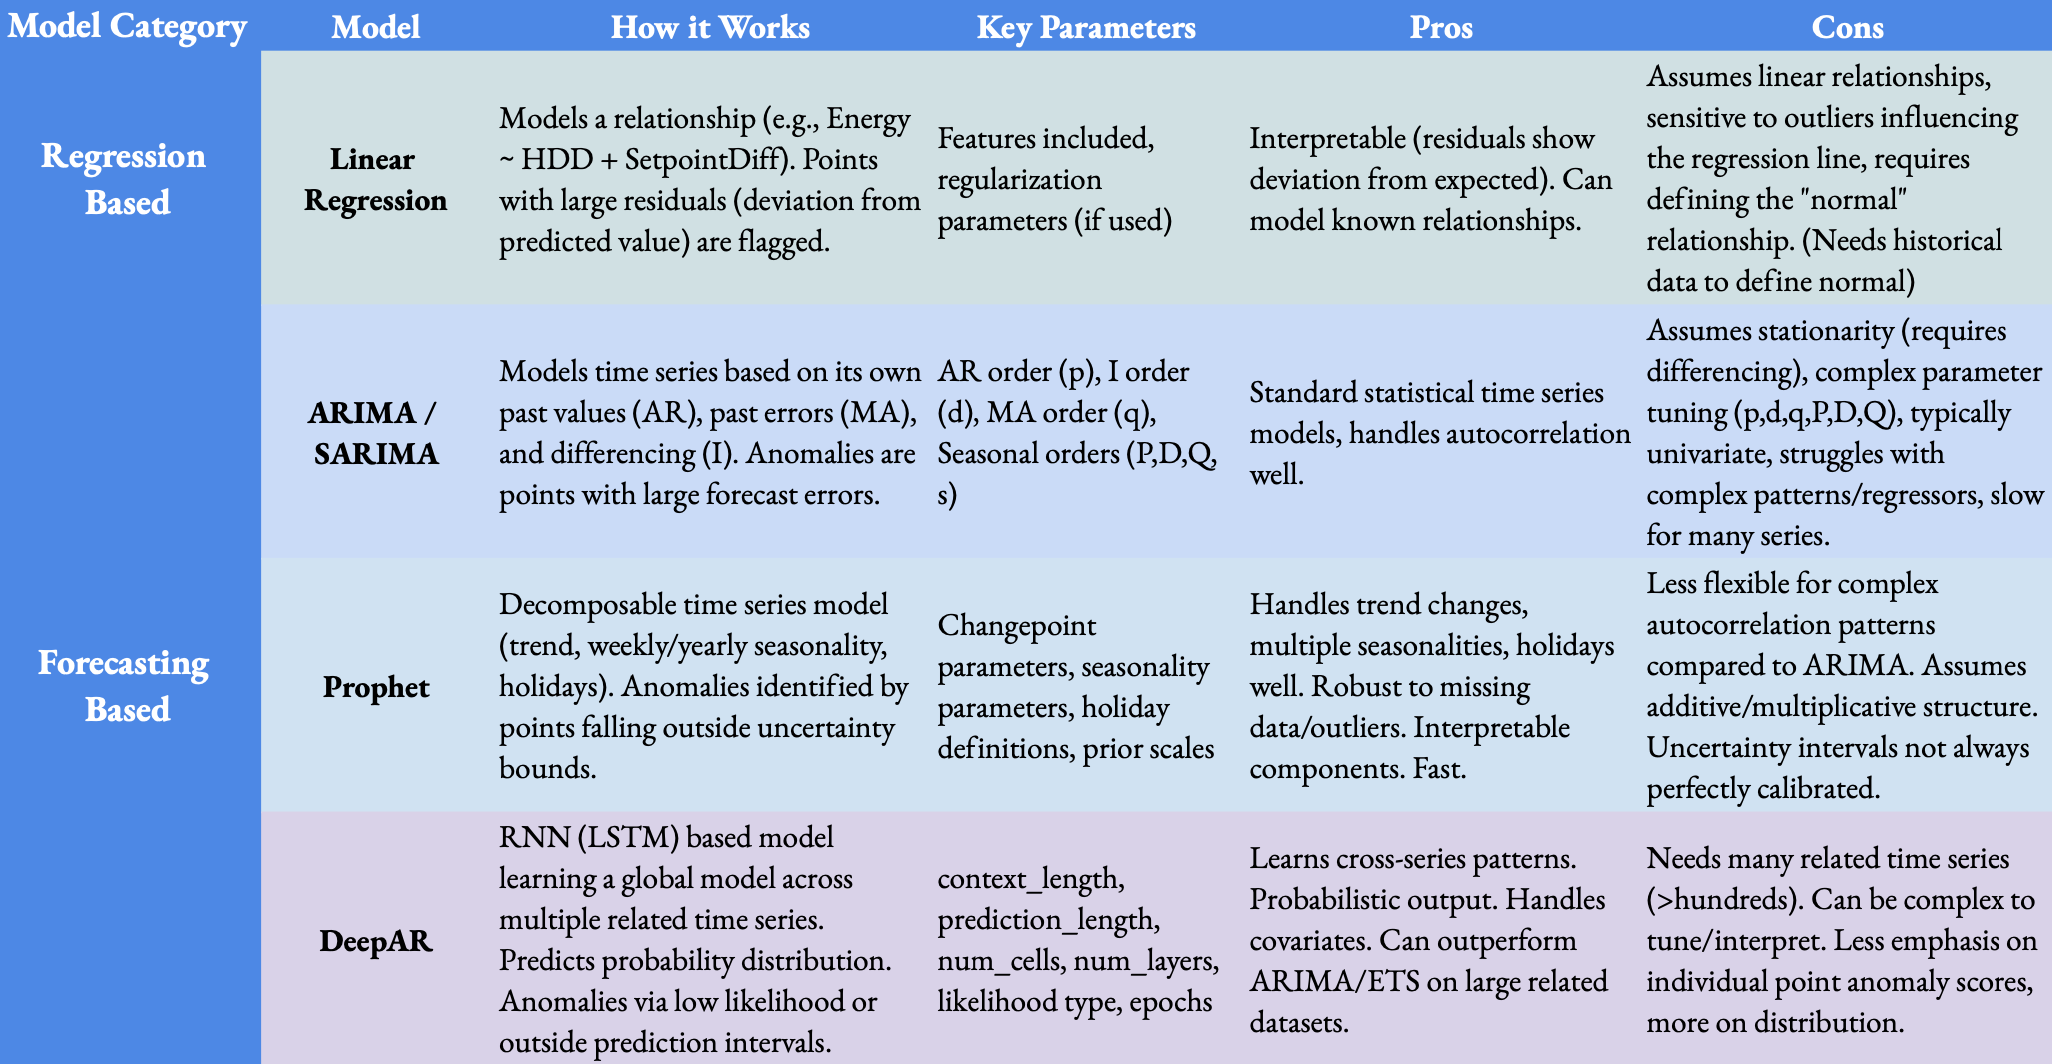 Model Category
Model
How it Works
Key Parameters
Pros
Cons
Regression
Based
Linear
Regression
Models a relationship (e.g., Energy
~ HDD + SetpointDiff). Points
with large residuals (deviation from
predicted value) are flagged.
Features included,
regularization
parameters (if used)
Interpretable (residuals show
deviation from expected). Can
model known relationships.
Assumes linear relationships,
sensitive to outliers influencing
the regression line, requires
defining the "normal"
relationship. (Needs historical
data to define normal)
Forecasting
Based
ARIMA /
SARIMA
Models time series based on its own
past values (AR), past errors (MA),
and differencing (I). Anomalies are
points with large forecast errors.
AR order (p), I order
(d), MA order (q),
Seasonal orders (P,D,Q,
s)
Standard statistical time series
models, handles autocorrelation
well.
Assumes stationarity (requires
differencing), complex parameter
tuning (p,d,q,P,D,Q), typically
univariate, struggles with
complex patterns/regressors, slow
for many series.
Prophet
Decomposable time series model
(trend, weekly/yearly seasonality,
holidays). Anomalies identified by
points falling outside uncertainty
bounds.
Changepoint
parameters, seasonality
parameters, holiday
definitions, prior scales
Handles trend changes,
multiple seasonalities, holidays
well. Robust to missing
data/outliers. Interpretable
components. Fast.
Less flexible for complex
autocorrelation patterns
compared to ARIMA. Assumes
additive/multiplicative structure.
Uncertainty intervals not always
perfectly calibrated.
DeepAR
RNN (LSTM) based model
learning a global model across
multiple related time series.
Predicts probability distribution.
Anomalies via low likelihood or
outside prediction intervals.
context_length,
prediction_length,
num_cells, num_layers,
likelihood type, epochs
Learns cross-series patterns.
Probabilistic output. Handles
covariates. Can outperform
ARIMA/ETS on large related
datasets.
Needs many related time series
(>hundreds). Can be complex to
tune/interpret. Less emphasis on
individual point anomaly scores,
more on distribution.